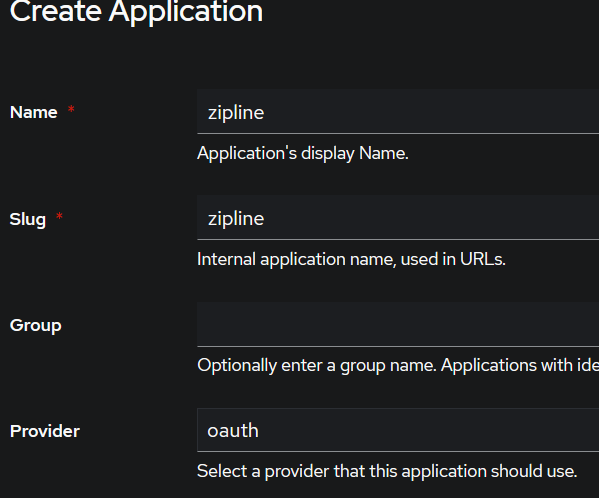 Create Application
Name *
zipline
Application's display Name.
Slug *
zipline
Internal application name, used in URLs.
Group
Optionally enter a group name. Applications with ide
Provider
oauth
Select a provider that this application should use.